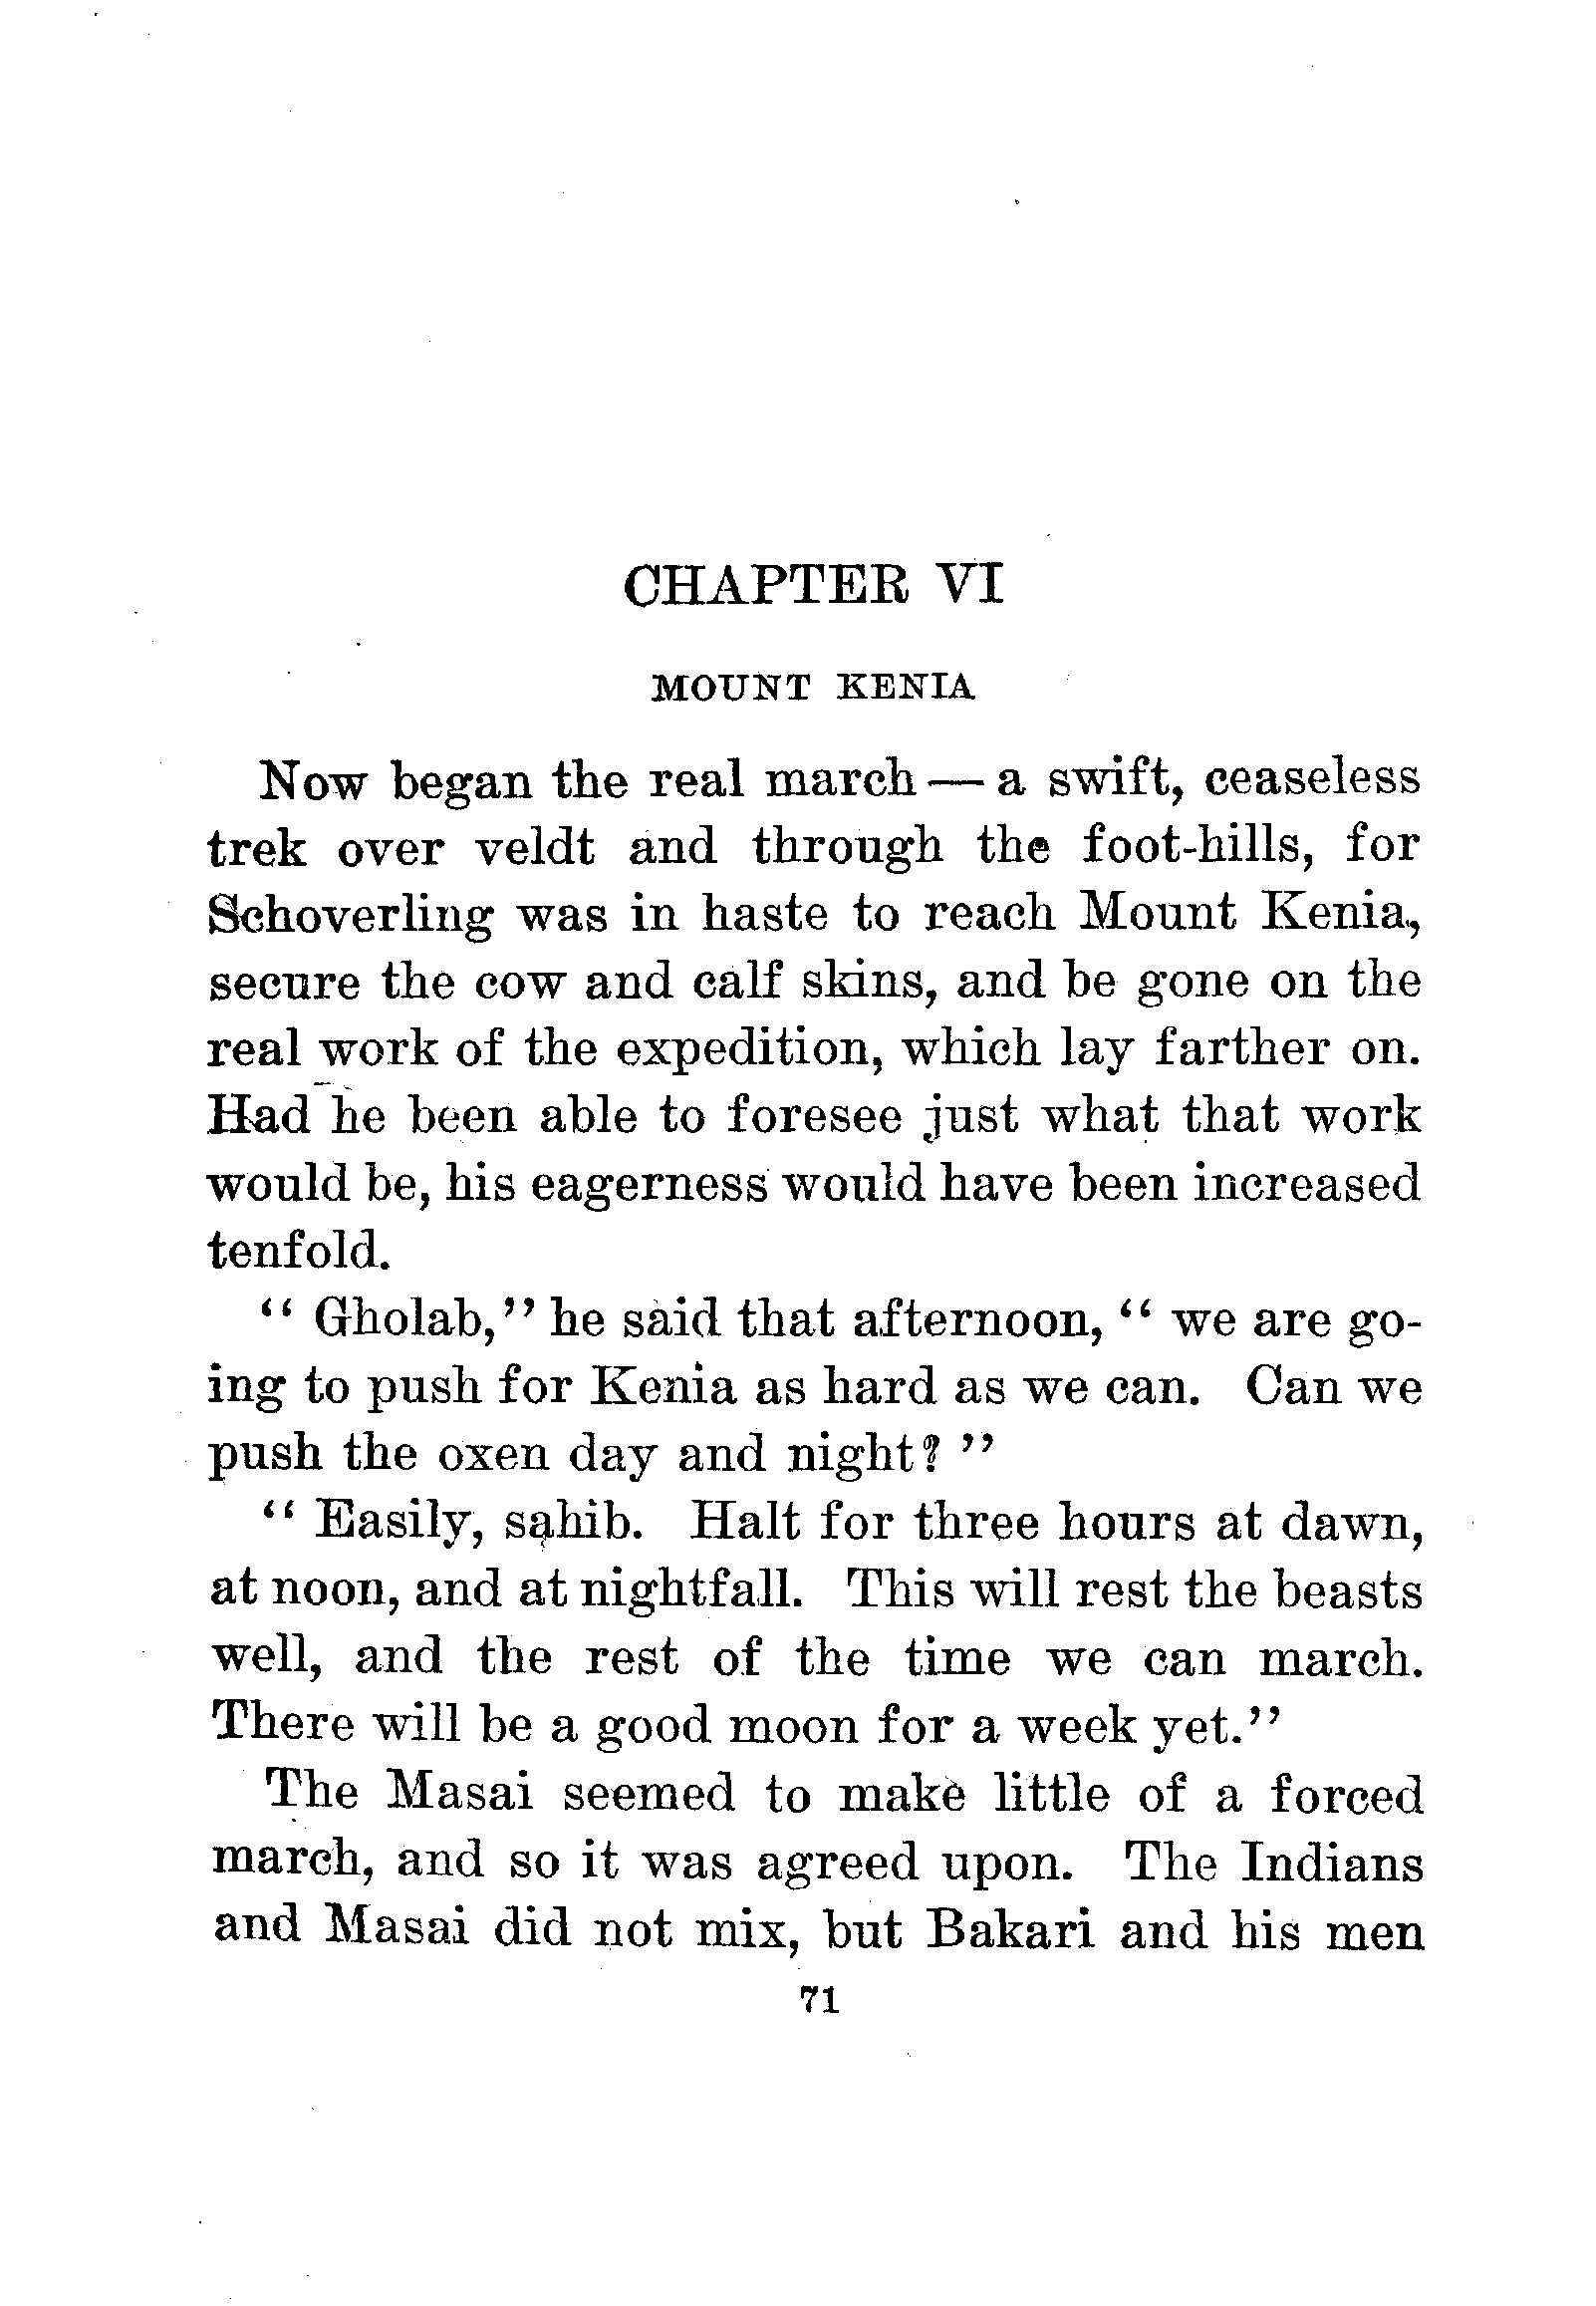 CHAPTER VI
MOUNT KENIA
Now began the real march — a swift, ceaseless
trek over veldt and through the foot-hills, for
Schoverling was in haste to reach Mount Kenia,
secure the cow and calf skins, and be gone on the
real work of the expedition, which lay farther on.
Had he been able to foresee just what that work
would be, his eagerness would have been increased
tenfold.
“ Gholab,” he said that afternoon, “ we are go-
ing to push for Kenia as hard as we can. Can we
push the oxen day and night? ”
“ Easily, sahib. Halt for three hours at dawn,
at noon, and at nightfall. This will rest the beasts
well, and the rest of the time we can march.
There will be a good moon for a week yet.”
The Masai seemed to make little of a forced
march, and so it was agreed upon. The Indians
and Masai did not mix, but Bakari and his men
71